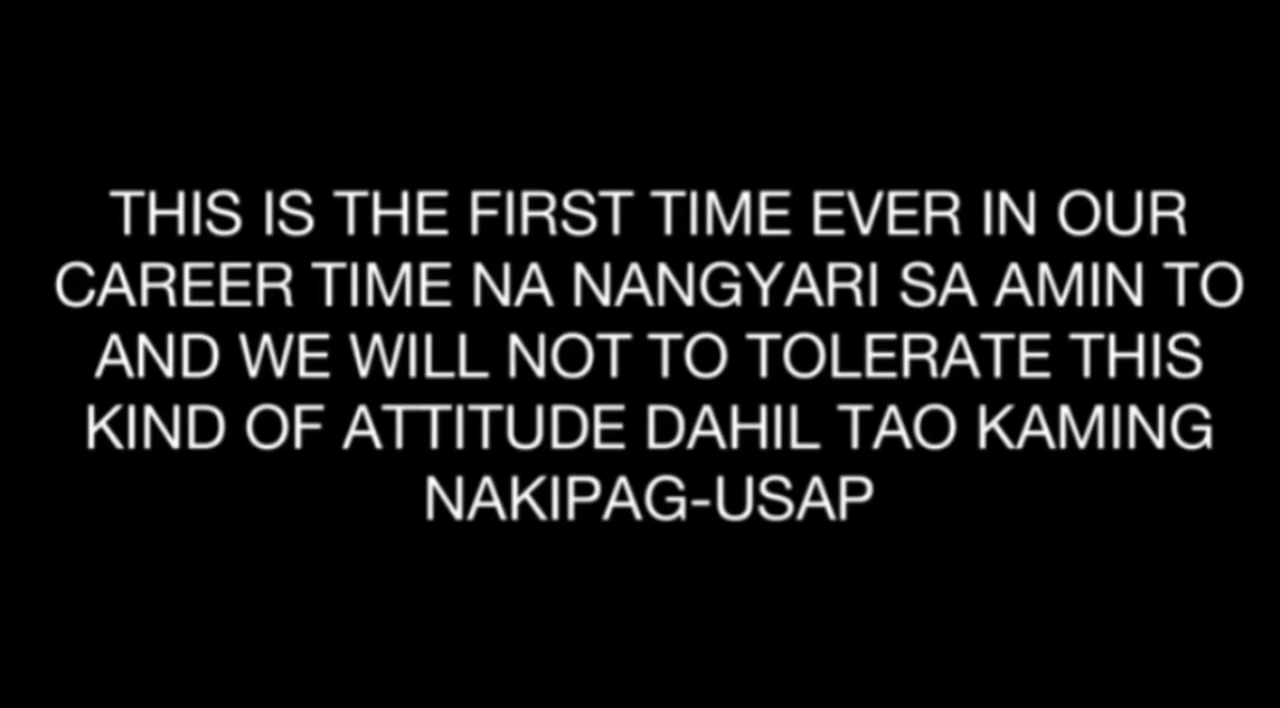 THIS IS THE FIRST TIME EVER IN OUR
CAREER TIME NA NANGYARI SA AMIN TO
AND WE WILL NOT TO TOLERATE THIS
KIND OF ATTITUDE DAHIL TAO KAMING
NAKIPAG-USAP